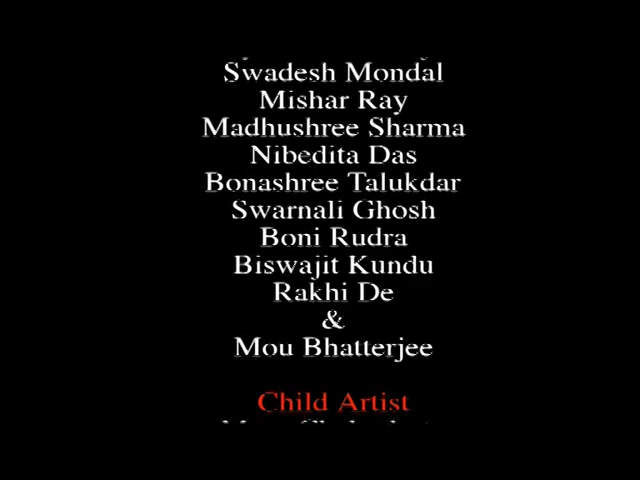 Swadesh Mondal
Mishar Ray
Madhushree Sharma
Nibedita Das
Bonashree Talukdar
Swarnali Ghosh
Boni Rudra
Biswajit Kundu
Rakhi De
&
Mou Bhatterjee
Child Artist